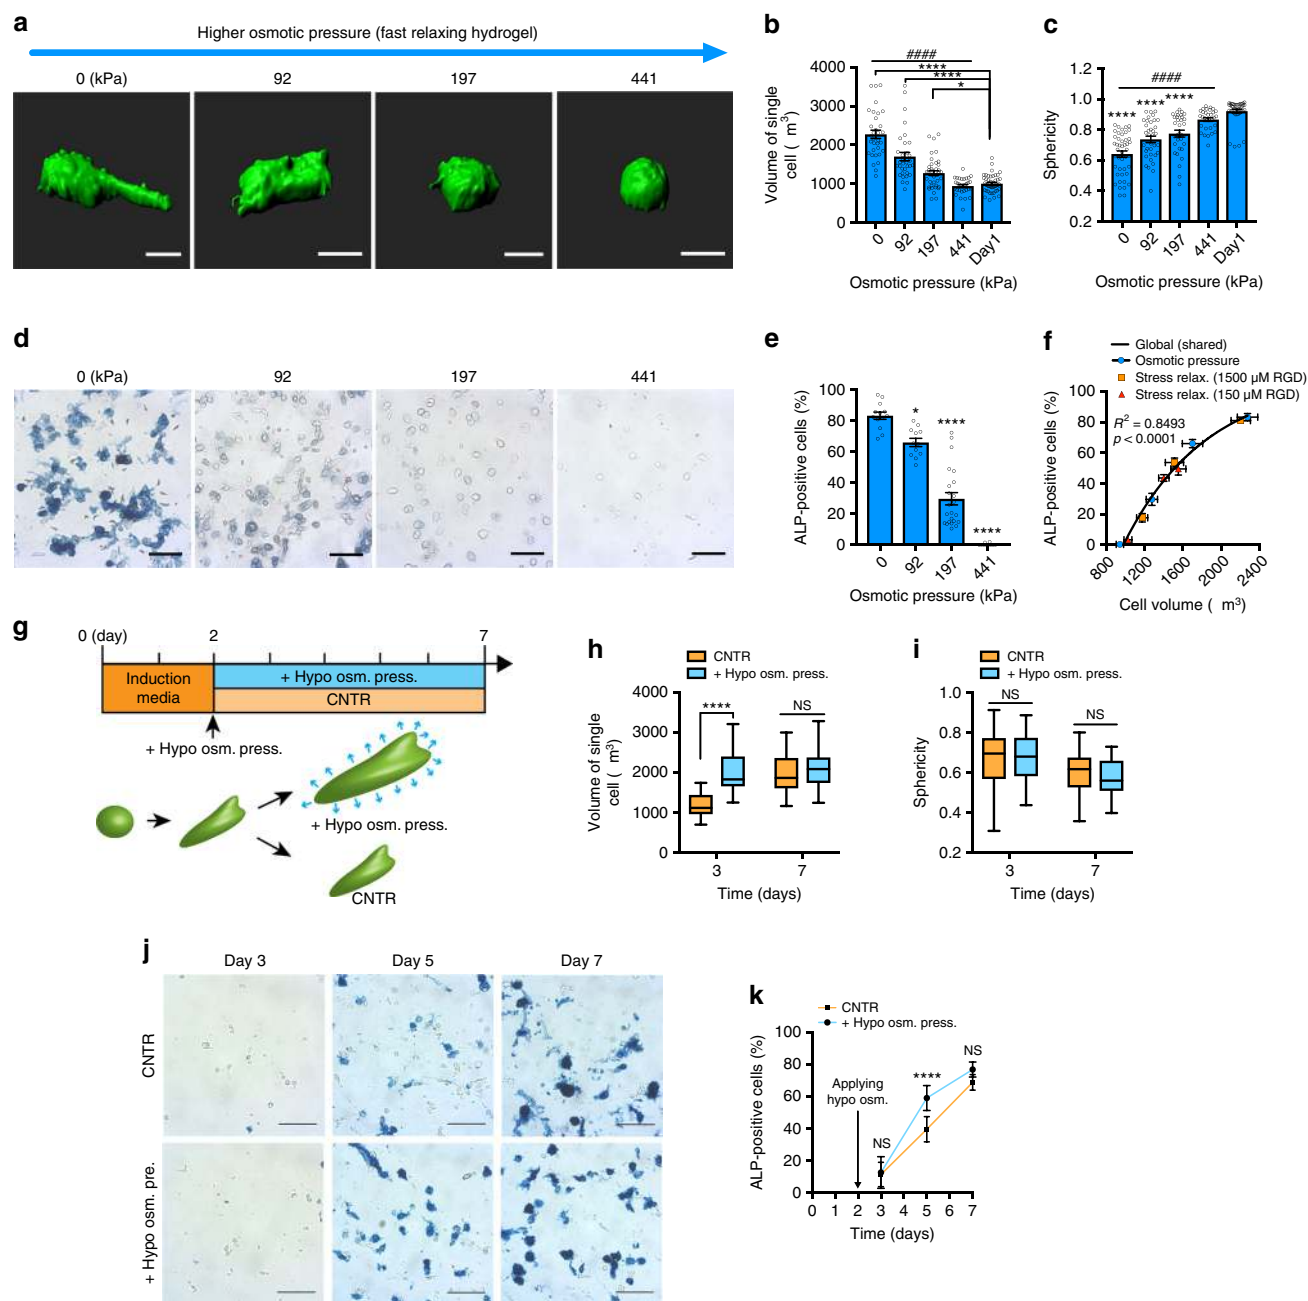 a
Higher osmotic pressure (fast relaxing hydrogel)
0 (kPa)
92
197
441
b
####
****
****
*
4000
3000
2000
1000
0
Volume of single
cell ( m³)
0
92
197
441
Day1
Osmotic pressure (kPa)
c
####
****
****
****
1.2
1.0
0.8
0.6
0.4
0.2
Sphericity
0
92
197
441
Day1
Osmotic pressure (kPa)
d
0 (kPa)
92
197
441
e
100
80
60
40
20
0
ALP-positive cells (%)
*
****
****
0
92
197
441
Osmotic pressure (kPa)
f
Global (shared)
Osmotic pressure
Stress relax. (1500 µM RGD)
Stress relax. (150 µM RGD)
R² = 0.8493
p < 0.0001
100
80
60
40
20
0
ALP-positive cells (%)
800
1200
1600
2000
2400
Cell volume ( m³)
g
0 (day)
2
7
Induction
media
+ Hypo osm. press.
CNTR
+ Hypo osm. press.
+ Hypo osm. press.
CNTR
h
CNTR
+ Hypo osm. press.
4000
3000
2000
1000
0
Volume of single
cell ( m³)
****
NS
3
7
Time (days)
i
CNTR
+ Hypo osm. press.
1.0
0.8
0.6
0.4
0.2
Sphericity
NS
NS
3
7
Time (days)
j
Day 3
Day 5
Day 7
CNTR
+ Hypo osm. pre.
k
CNTR
+ Hypo osm. press.
100
80
60
40
20
0
ALP-positive cells (%)
Applying
hypo osm.
NS
****
NS
0 1 2 3 4 5 6 7
Time (days)